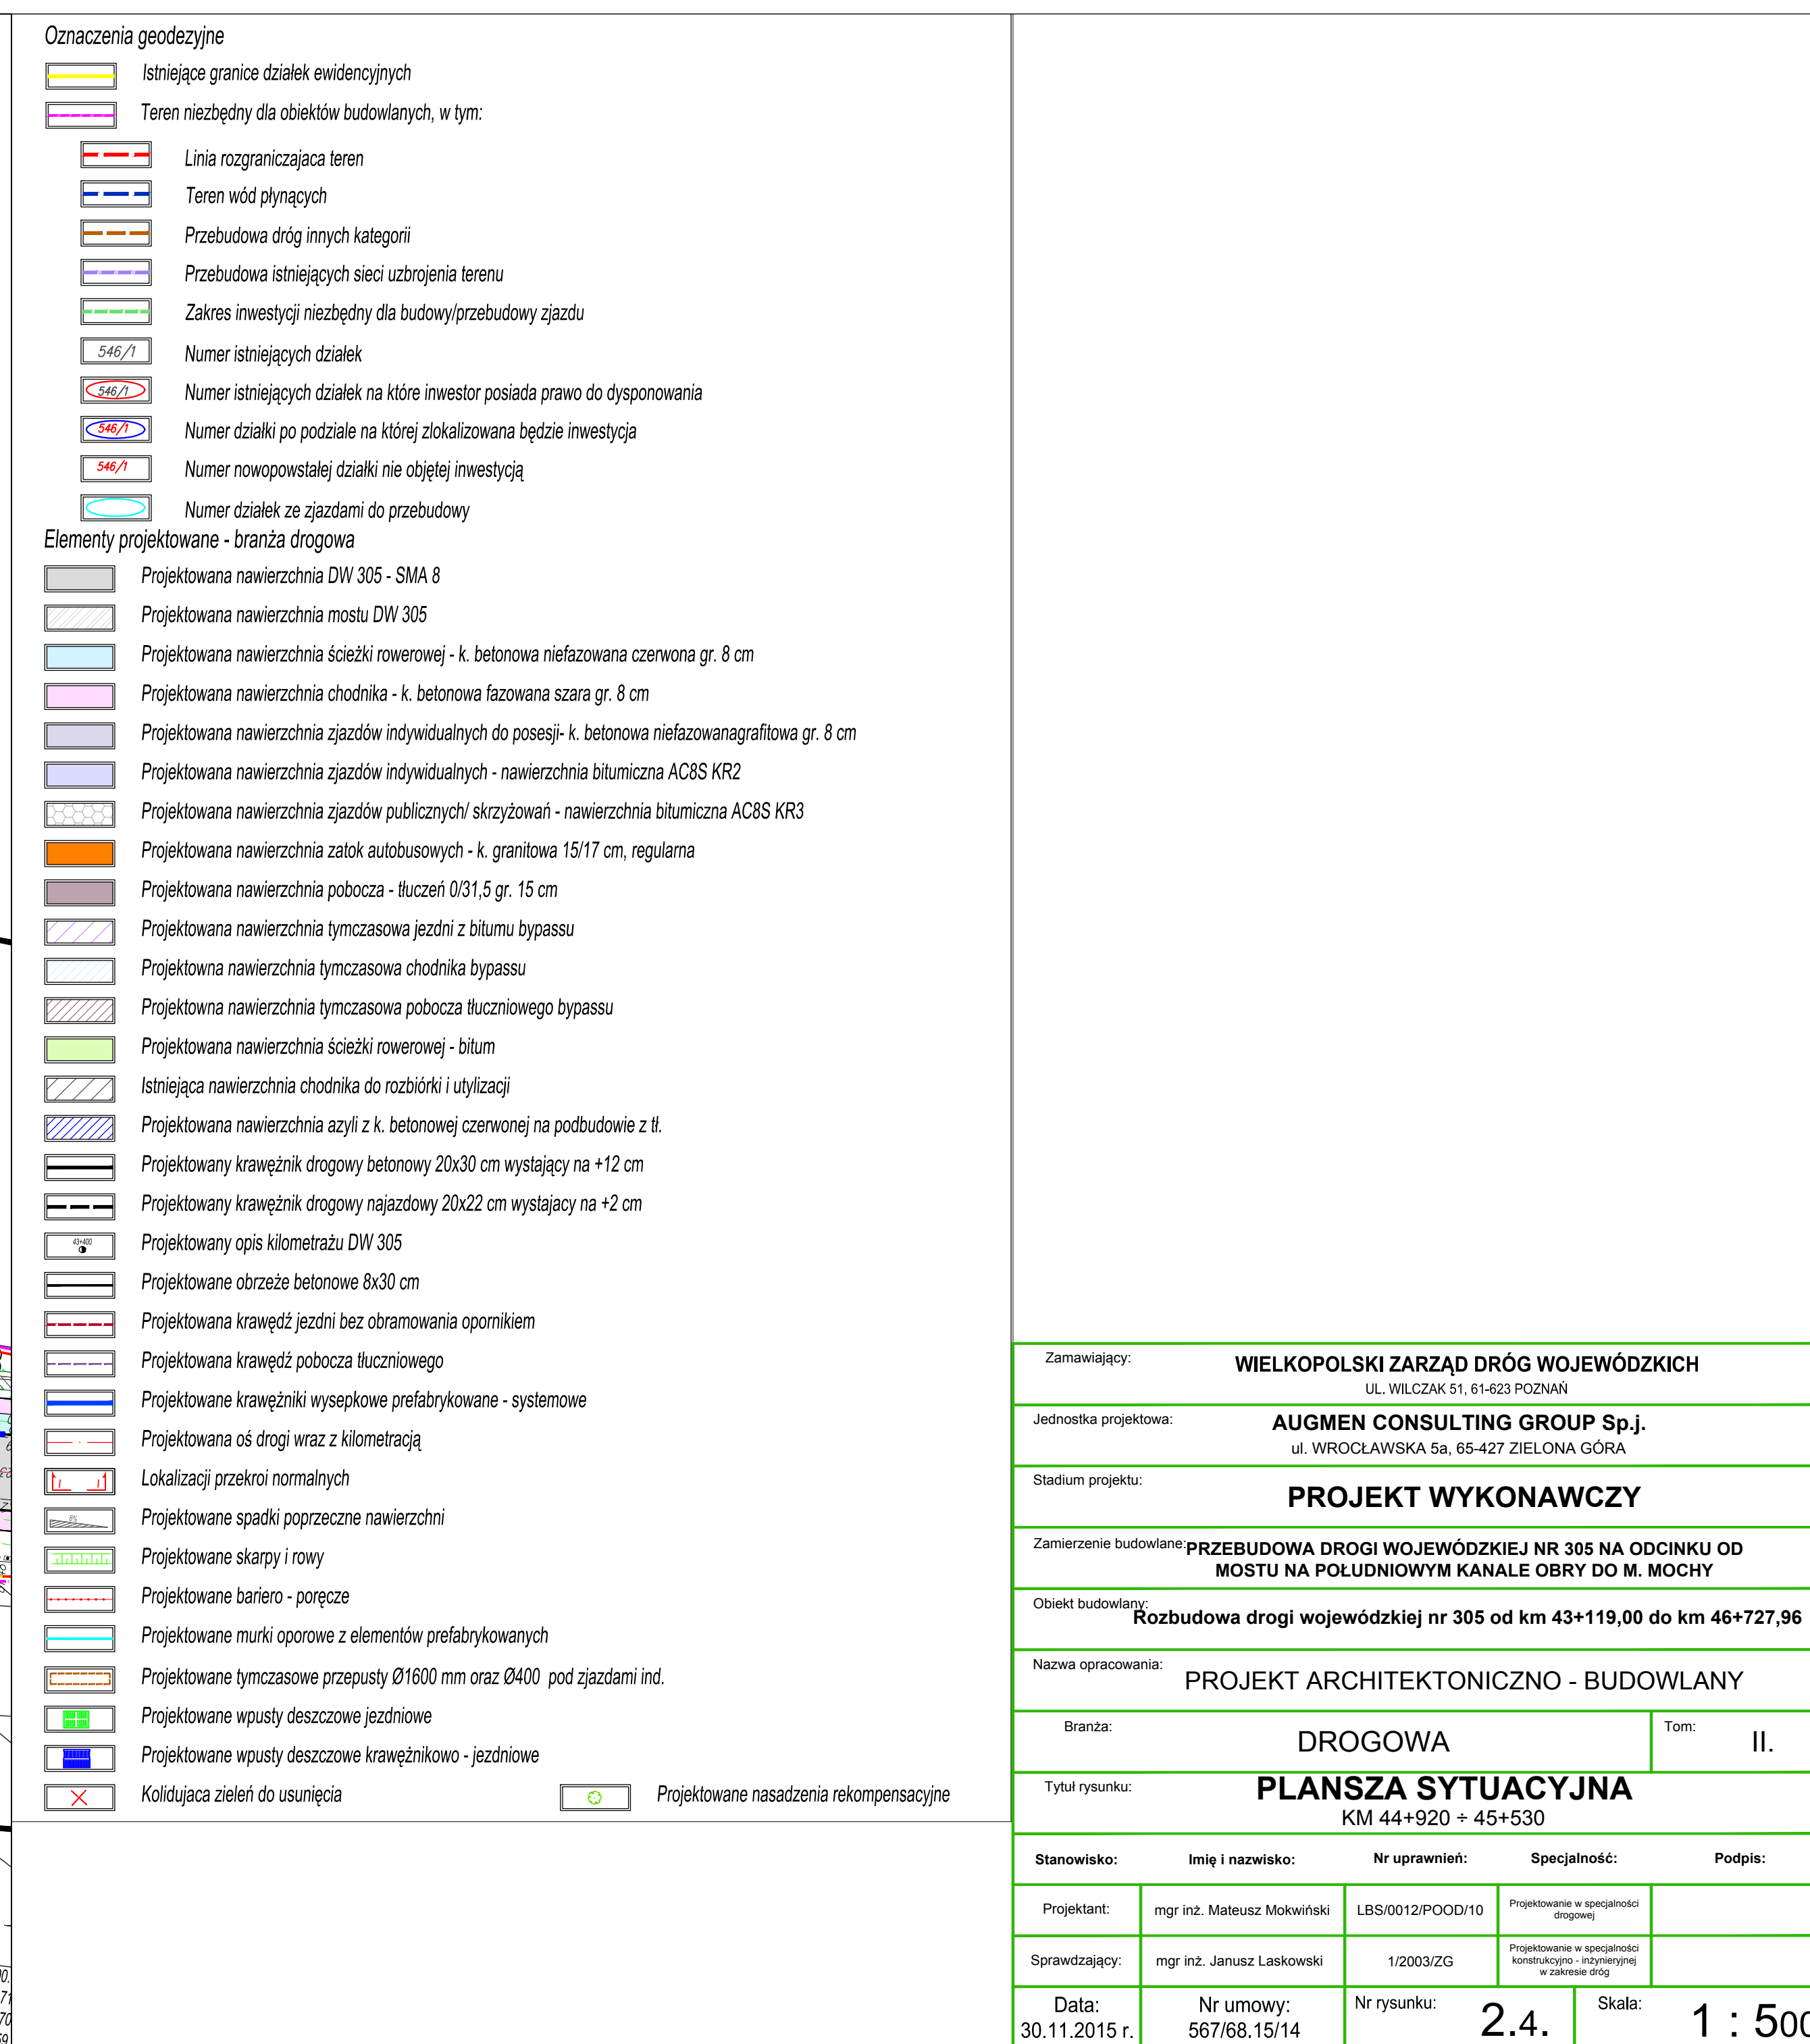 Oznaczenia geodezyjne
Istniejące granice działek ewidencyjnych
Teren niezbędny dla obiektów budowlanych, w tym:
Linia rozgraniczajaca teren
Teren wód płynących
Przebudowa dróg innych kategorii
Przebudowa istniejących sieci uzbrojenia terenu
Zakres inwestycji niezbędny dla budowy/przebudowy zjazdu
546/1 Numer istniejących działek
546/1 Numer istniejących działek na które inwestor posiada prawo do dysponowania
546/1 Numer działki po podziale na której zlokalizowana będzie inwestycja
546/1 Numer nowopowstałej działki nie objętej inwestycją
Numer działek ze zjazdami do przebudowy
Elementy projektowane - branża drogowa
Projektowana nawierzchnia DW 305 - SMA 8
Projektowana nawierzchnia mostu DW 305
Projektowana nawierzchnia ścieżki rowerowej - k. betonowa niefazowana czerwona gr. 8 cm
Projektowana nawierzchnia chodnika - k. betonowa fazowana szara gr. 8 cm
Projektowana nawierzchnia zjazdów indywidualnych do posesji- k. betonowa niefazowanagrafitowa gr. 8 cm
Projektowana nawierzchnia zjazdów indywidualnych - nawierzchnia bitumiczna AC8S KR2
Projektowana nawierzchnia zjazdów publicznych/ skrzyżowań - nawierzchnia bitumiczna AC8S KR3
Projektowana nawierzchnia zatok autobusowych - k. granitowa 15/17 cm, regularna
Projektowana nawierzchnia pobocza - tłuczeń 0/31,5 gr. 15 cm
Projektowana nawierzchnia tymczasowa jezdni z bitumu bypassu
Projektowna nawierzchnia tymczasowa chodnika bypassu
Projektowna nawierzchnia tymczasowa pobocza tłuczniowego bypassu
Projektowana nawierzchnia ścieżki rowerowej - bitum
Istniejąca nawierzchnia chodnika do rozbiórki i utylizacji
Projektowana nawierzchnia azyli z k. betonowej czerwonej na podbudowie z tł.
Projektowany krawężnik drogowy betonowy 20x30 cm wystający na +12 cm
Projektowany krawężnik drogowy najazdowy 20x22 cm wystajacy na +2 cm
43+400 Projektowany opis kilometrażu DW 305
Projektowane obrzeże betonowe 8x30 cm
Projektowana krawędź jezdni bez obramowania opornikiem
Projektowana krawędź pobocza tłuczniowego
Projektowane krawężniki wysepkowe prefabrykowane - systemowe
Projektowana oś drogi wraz z kilometracją
Lokalizacji przekroi normalnych
Projektowane spadki poprzeczne nawierzchni
Projektowane skarpy i rowy
Projektowane bariero - poręcze
Projektowane murki oporowe z elementów prefabrykowanych
Projektowane tymczasowe przepusty Ø1600 mm oraz Ø400 pod zjazdami ind.
Projektowane wpusty deszczowe jezdniowe
Projektowane wpusty deszczowe krawężnikowo - jezdniowe
Kolidujaca zieleń do usunięcia
Projektowane nasadzenia rekompensacyjne
Zamawiający:
WIELKOPOLSKI ZARZĄD DRÓG WOJEWÓDZKICH
UL. WILCZAK 51, 61-623 POZNAŃ
Jednostka projektowa:
AUGMEN CONSULTING GROUP Sp.j.
ul. WROCŁAWSKA 5a, 65-427 ZIELONA GÓRA
Stadium projektu:
PROJEKT WYKONAWCZY
Zamierzenie budowlane:
PRZEBUDOWA DROGI WOJEWÓDZKIEJ NR 305 NA ODCINKU OD
MOSTU NA POŁUDNIOWYM KANALE OBRY DO M. MOCHY
Obiekt budowlany:
Rozbudowa drogi wojewódzkiej nr 305 od km 43+119,00 do km 46+727,96
Nazwa opracowania:
PROJEKT ARCHITEKTONICZNO - BUDOWLANY
Branża:
DROGOWA
Tom:
II.
Tytuł rysunku:
PLANSZA SYTUACYJNA
KM 44+920 ÷ 45+530
Stanowisko: Imię i nazwisko: Nr uprawnień: Specjalność: Podpis:
Projektant: mgr inż. Mateusz Mokwiński LBS/0012/POOD/10
Projektowanie w specjalności
drogowej
Sprawdzający: mgr inż. Janusz Laskowski 1/2003/ZG
Projektowanie w specjalności
konstrukcyjno - inżynieryjnej
w zakresie dróg
Data:
30.11.2015 r.
Nr umowy:
567/68.15/14
Nr rysunku:
2.4.
Skala:
1 : 500